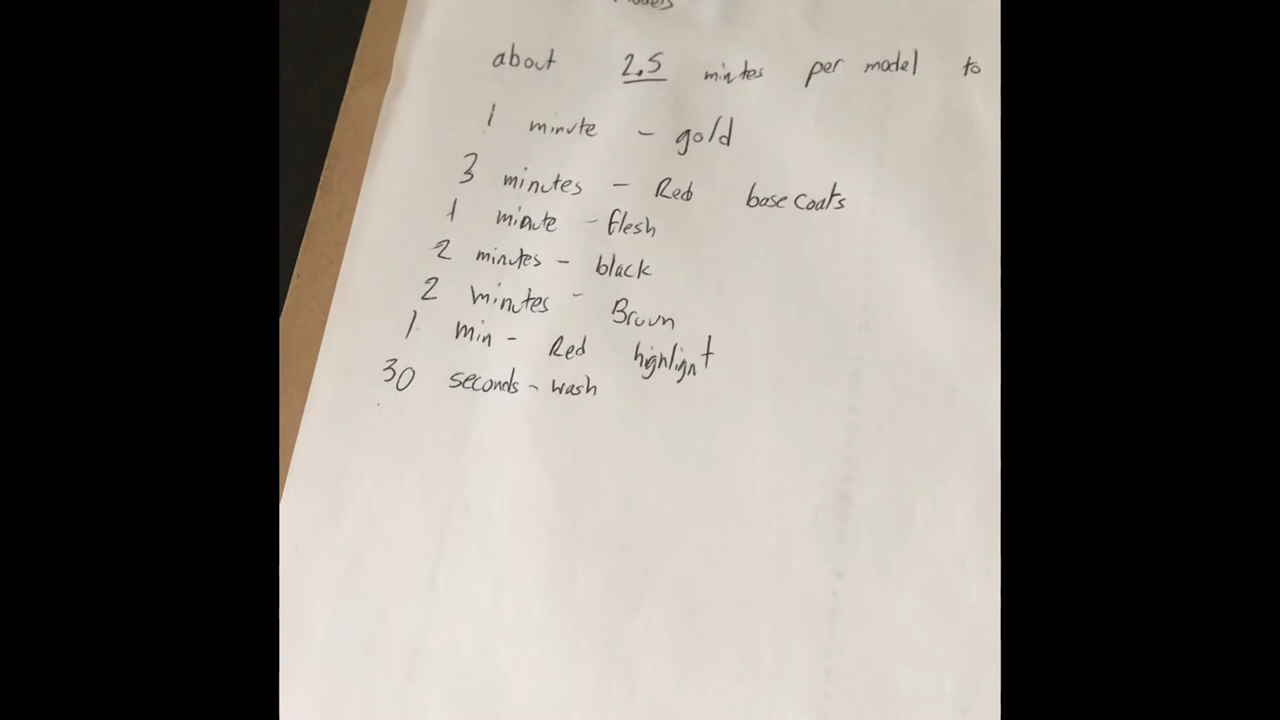 about 2.5 mintes per model to
1 minute - gold
3 minutes - Red base coats
1 minute - flesh
2 minutes - black
2 minutes - Brown
1 min - Red highlight
30 seconds - wash